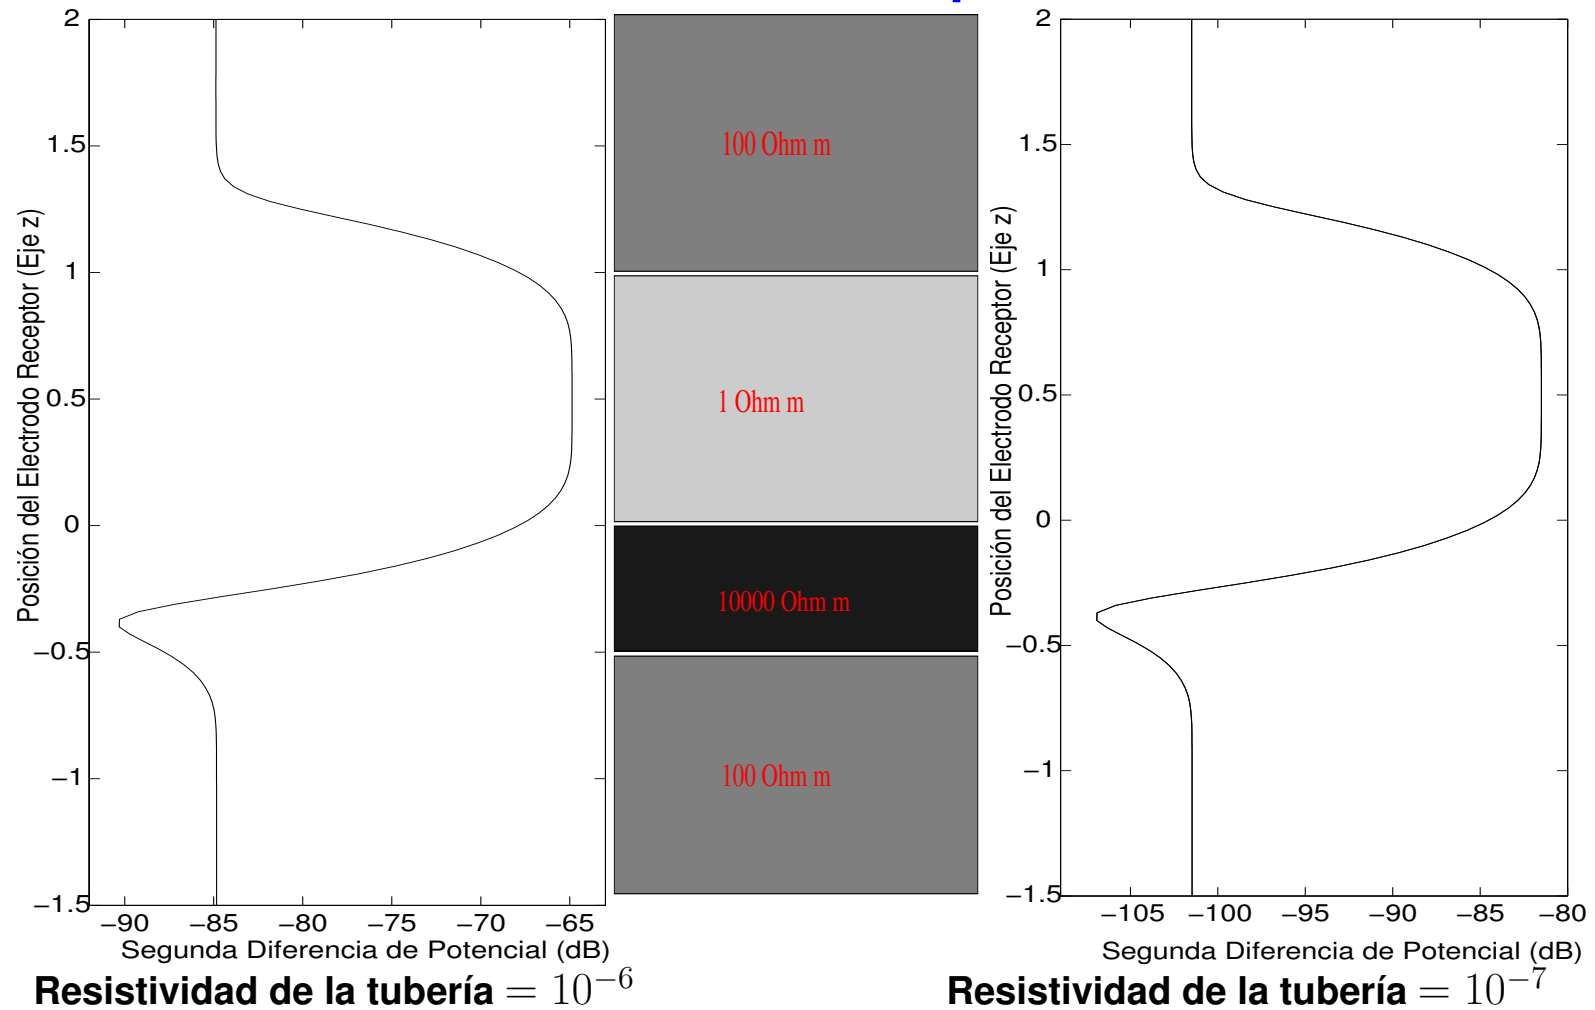 2
1.5
1
0.5
0
−0.5
−1
−1.5
−90 −85 −80 −75 −70 −65
Posición del Electrodo Receptor (Eje z)
Segunda Diferencia de Potencial (dB)
Resistividad de la tubería = 10^{−6}
100 Ohm m
1 Ohm m
10000 Ohm m
100 Ohm m
2
1.5
1
0.5
0
−0.5
−1
−1.5
−105 −100 −95 −90 −85 −80
Posición del Electrodo Receptor (Eje z)
Segunda Diferencia de Potencial (dB)
Resistividad de la tubería = 10^{−7}